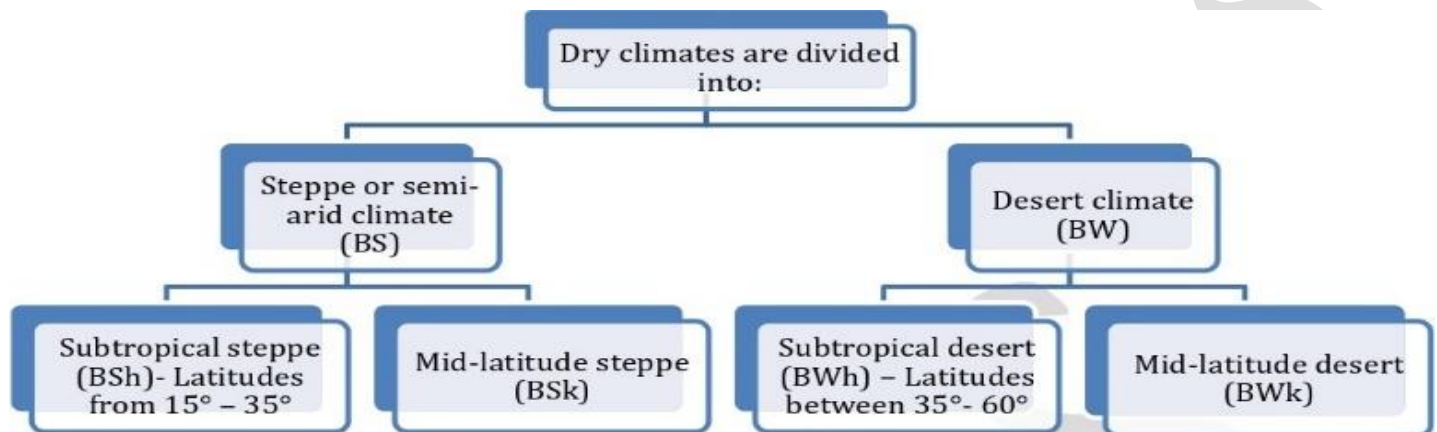 Dry climates are divided
into:
Steppe or semi-
arid climate
(BS)
Desert climate
(BW)
Subtropical steppe
(BSh)- Latitudes
from 15° – 35°
Mid-latitude steppe
(BSk)
Subtropical desert
(BWh) – Latitudes
between 35°- 60°
Mid-latitude desert
(BWk)